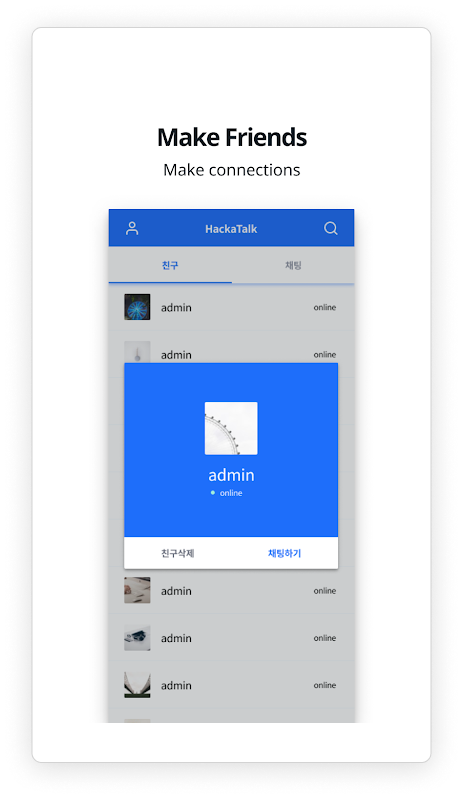 Make Friends
Make connections
HackaTalk
친구 채팅
admin online
admin online
admin
online
친구삭제 채팅하기
admin online
admin online
admin online